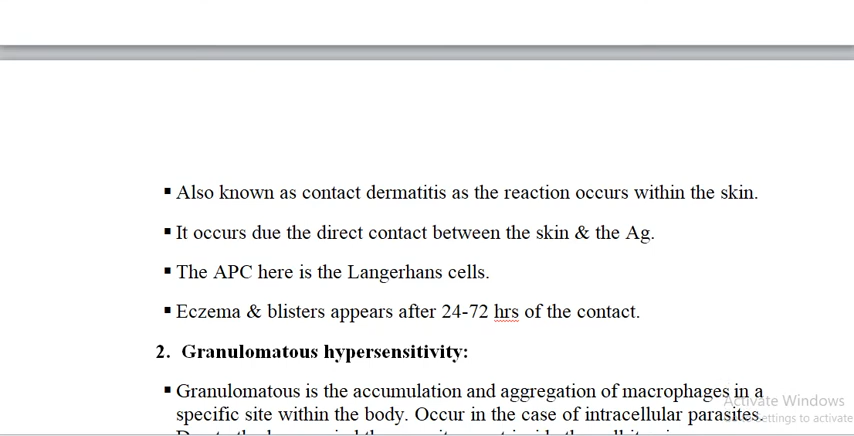 ▪ Also known as contact dermatitis as the reaction occurs within the skin.
▪ It occurs due the direct contact between the skin & the Ag.
▪ The APC here is the Langerhans cells.
▪ Eczema & blisters appears after 24-72 hrs of the contact.
2. Granulomatous hypersensitivity:
▪ Granulomatous is the accumulation and aggregation of macrophages in a
specific site within the body. Occur in the case of intracellular parasites.
Activate Windows
ettings to activate